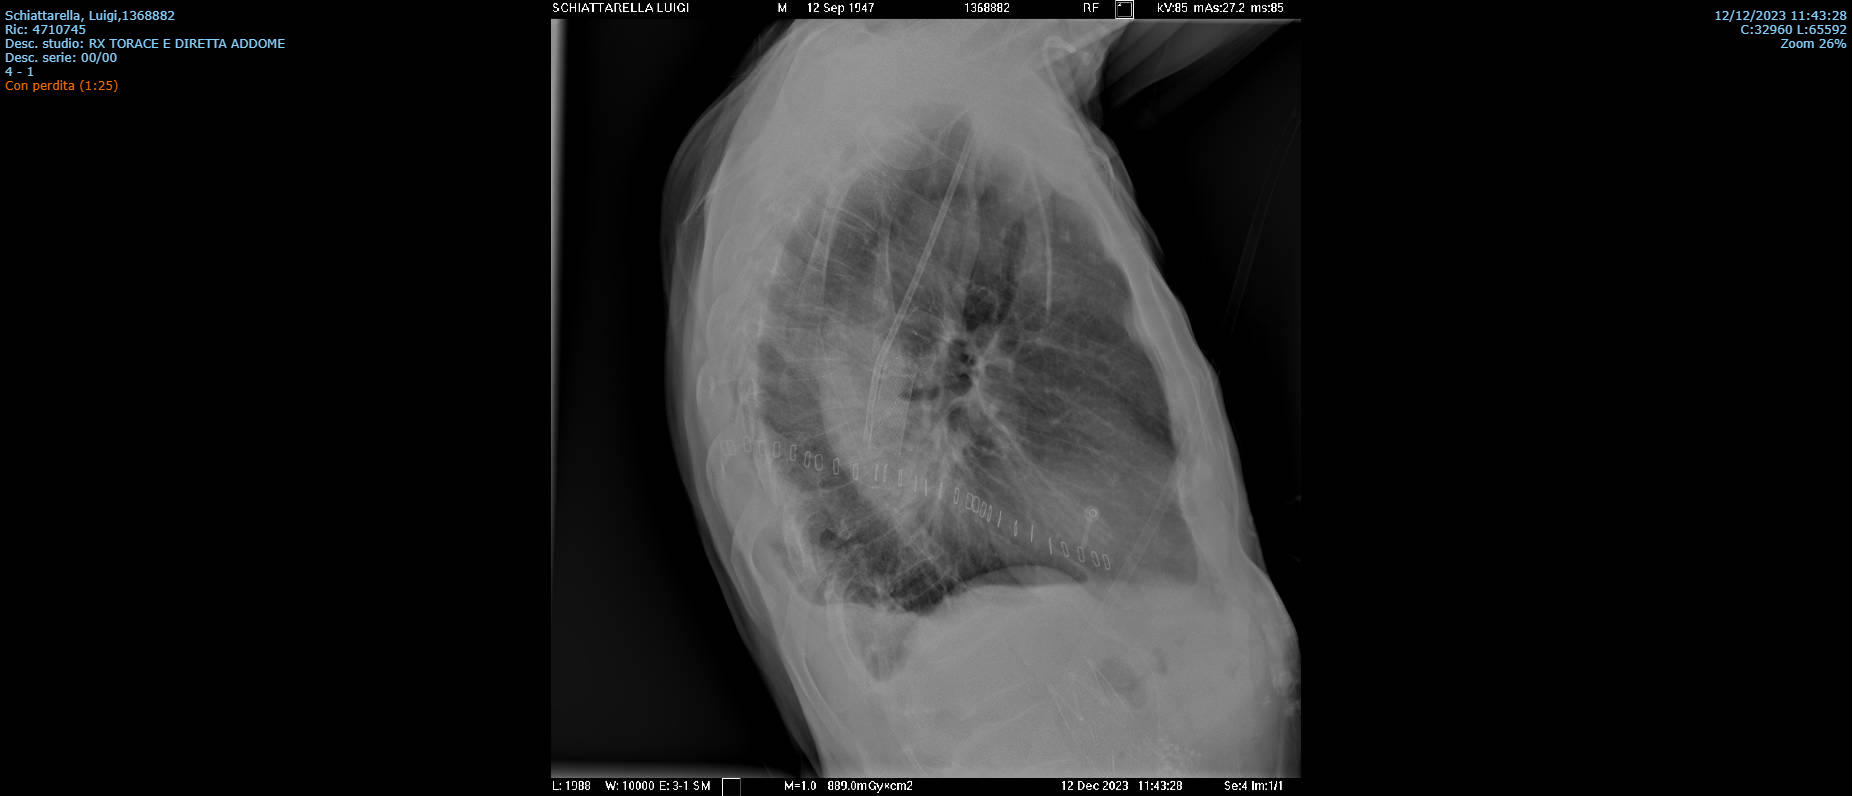 Schiattarella, Luigi,1368882
Ric: 4710745
Desc. studio: RX TORACE E DIRETTA ADDOME
Desc. serie: 00/00
4 - 1
Con perdita (1:25)
SCHIATTARELLA LUIGI M 12 Sep 1947 1368882 RF kV:85 mAs:27.2 ms:85
12/12/2023 11:43:28
C:32960 L:65592
Zoom 26%
L: 1988 W: 10000 E: 3-1 SM M=1.0 889.0mGy×cm2 12 Dec 2023 11:43:28 Se:4 Im:1/1